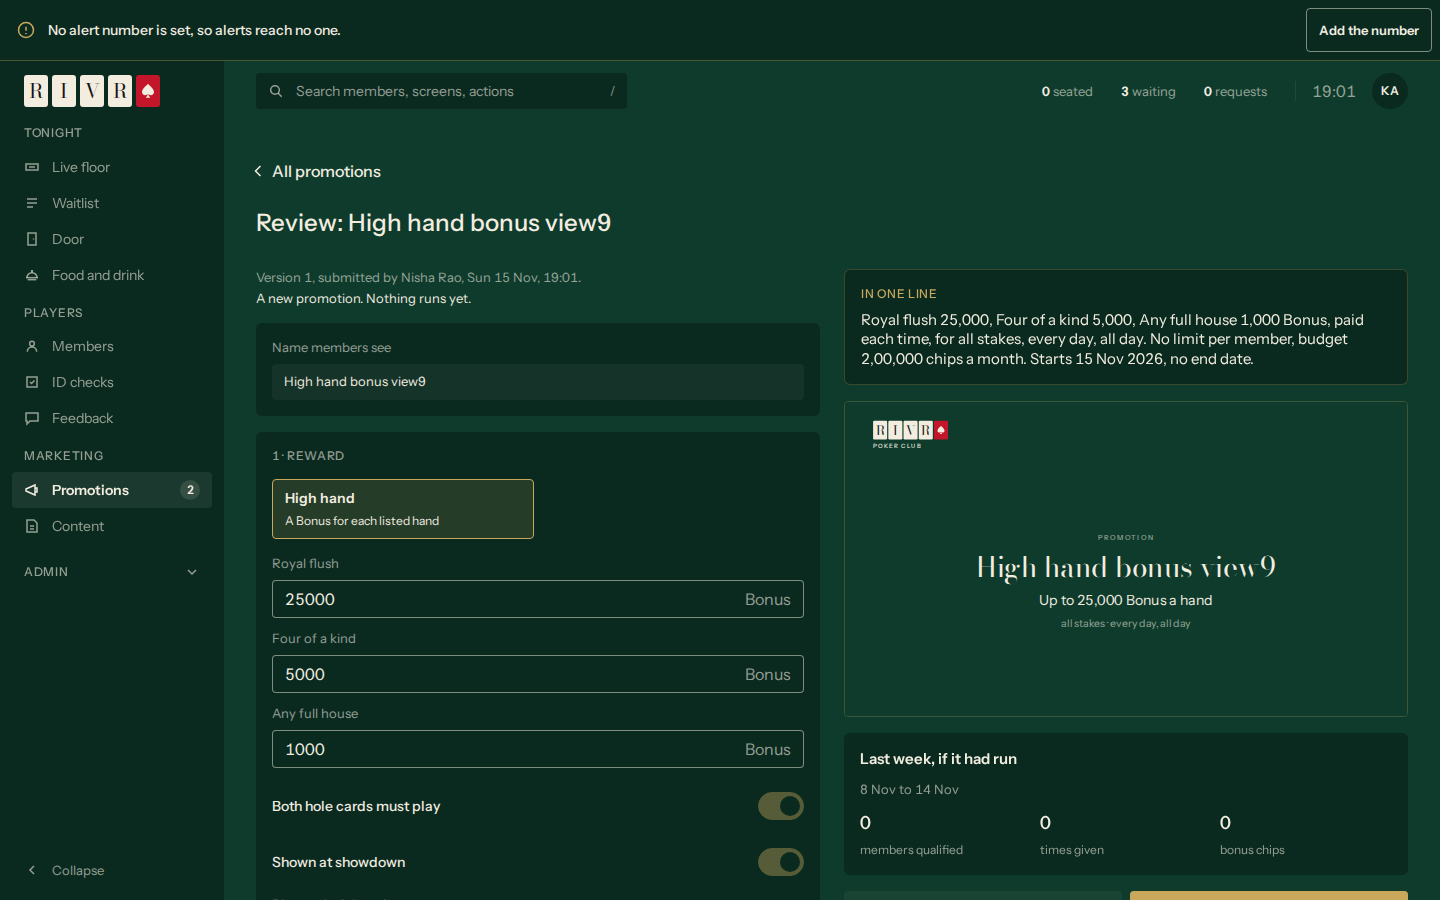 No alert number is set, so alerts reach no one.
Add the number
R I V R
Search members, screens, actions /
0 seated 3 waiting 0 requests 19:01 KA
TONIGHT
Live floor
Waitlist
Door
Food and drink
PLAYERS
Members
ID checks
Feedback
MARKETING
Promotions 2
Content
ADMIN
Collapse
All promotions
Review: High hand bonus view9
Version 1, submitted by Nisha Rao, Sun 15 Nov, 19:01.
A new promotion. Nothing runs yet.
Name members see
High hand bonus view9
1 · REWARD
High hand
A Bonus for each listed hand
Royal flush
25000 Bonus
Four of a kind
5000 Bonus
Any full house
1000 Bonus
Both hole cards must play
Shown at showdown
IN ONE LINE
Royal flush 25,000, Four of a kind 5,000, Any full house 1,000 Bonus, paid
each time, for all stakes, every day, all day. No limit per member, budget
2,00,000 chips a month. Starts 15 Nov 2026, no end date.
R I V R
POKER CLUB
PROMOTION
High hand bonus view9
Up to 25,000 Bonus a hand
all stakes · every day, all day
Last week, if it had run
8 Nov to 14 Nov
0 0 0
members qualified times given bonus chips